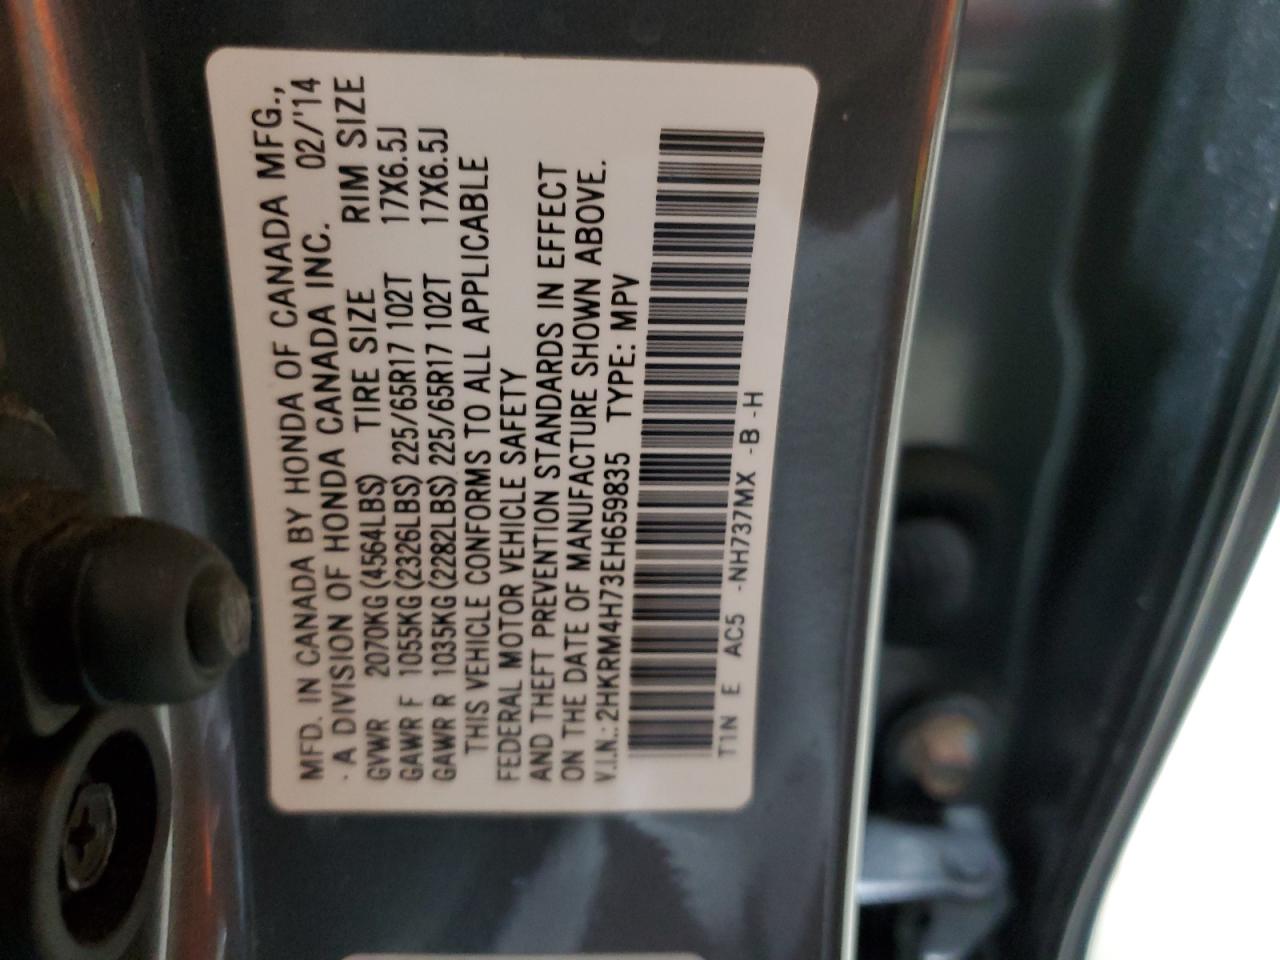 MFD. IN CANADA BY HONDA OF CANADA MFG.,
- A DIVISION OF HONDA CANADA INC. 02/'14
GVWR 2070KG(4564LBS) TIRE SIZE RIM SIZE
GAWR F 1055KG(2326LBS) 225/65R17 102T 17X6.5J
GAWR R 1035KG(2282LBS) 225/65R17 102T 17X6.5J
THIS VEHICLE CONFORMS TO ALL APPLICABLE
FEDERAL MOTOR VEHICLE SAFETY
AND THEFT PREVENTION STANDARDS IN EFFECT
ON THE DATE OF MANUFACTURE SHOWN ABOVE.
V.I.N.: 2HKRM4H73EH659835 TYPE: MPV
T1N E AC5 -NH737MX -B -H